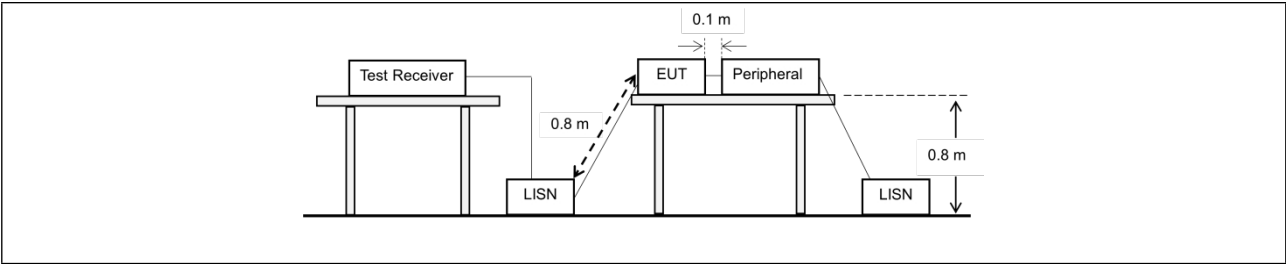 0.1 m
Test Receiver
EUT
Peripheral
0.8 m
0.8 m
LISN
LISN